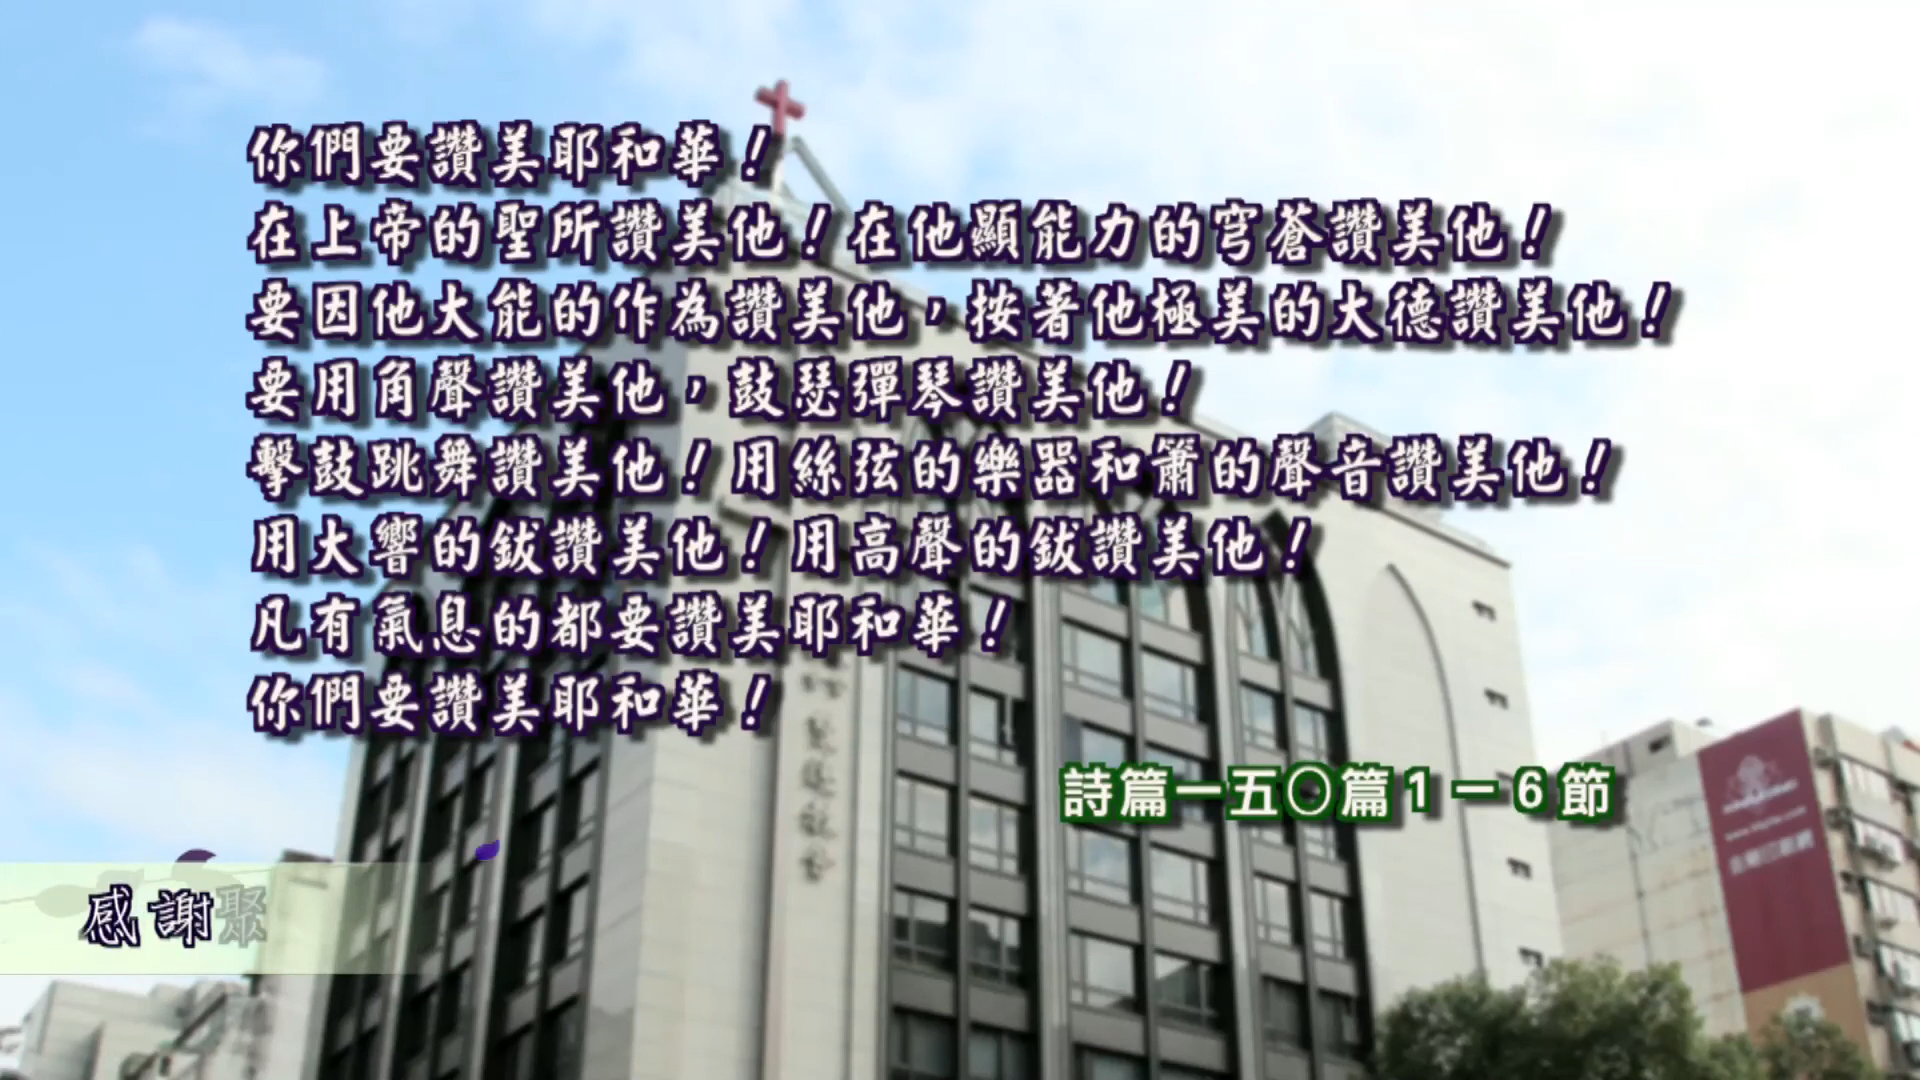 你們要讚美耶和華！
在上帝的聖所讚美他！在他顯能力的穹蒼讚美他！
要因他大能的作為讚美他，按著他極美的大德讚美他！
要用角聲讚美他，鼓瑟彈琴讚美他！
擊鼓跳舞讚美他！用絲弦的樂器和簫的聲音讚美他！
用大響的鈸讚美他！用高聲的鈸讚美他！
凡有氣息的都要讚美耶和華！
你們要讚美耶和華！
詩篇一五〇篇1－6節
感謝聚